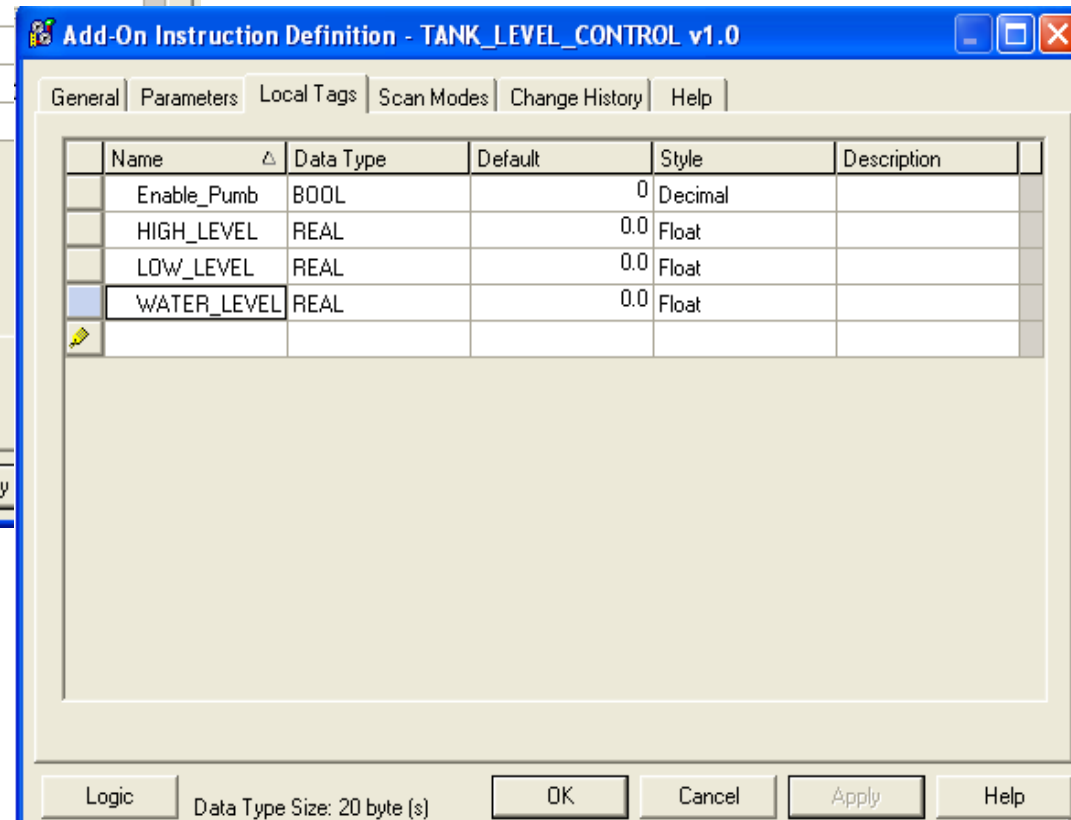 Add-On Instruction Definition - TANK_LEVEL_CONTROL v1.0
General Parameters Local Tags Scan Modes Change History Help
Name Data Type Default Style Description
Enable_Pumb BOOL 0 Decimal
HIGH_LEVEL REAL 0.0 Float
LOW_LEVEL REAL 0.0 Float
WATER_LEVEL REAL 0.0 Float
y
Logic Data Type Size: 20 byte (s) OK Cancel Apply Help